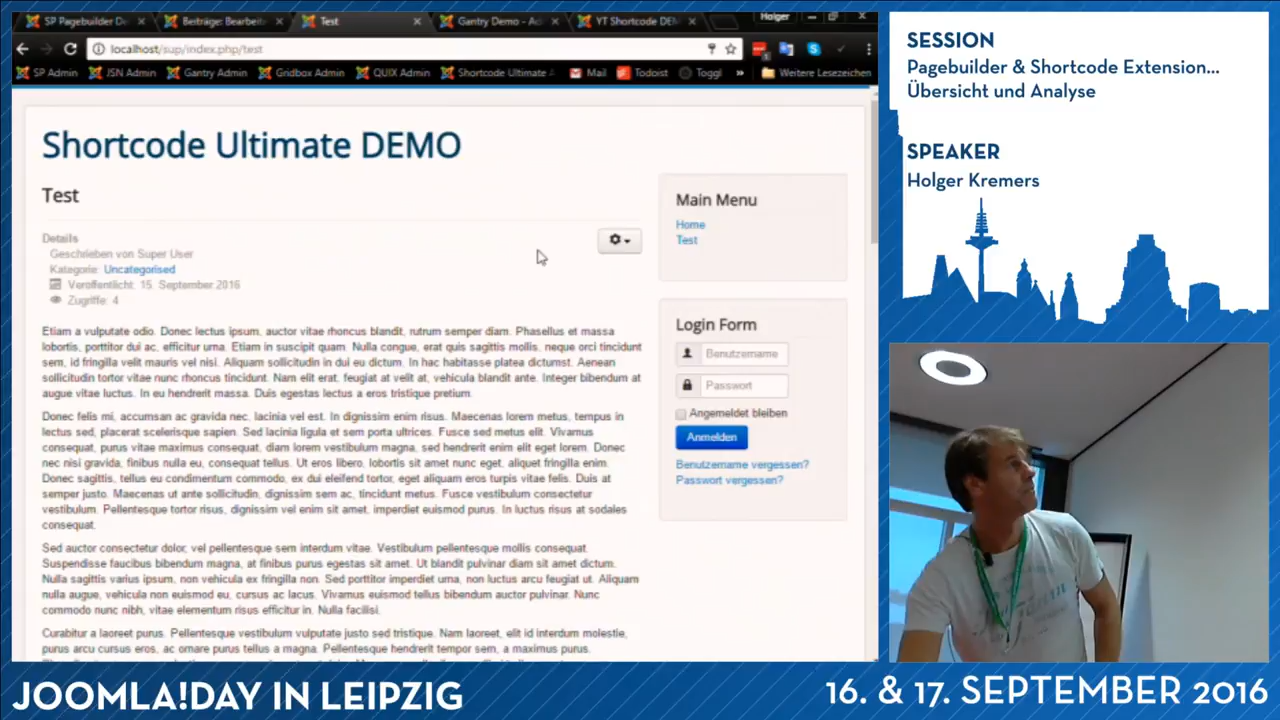 SP Pagebuilder De
Beiträge: Bearbeite
Test
Gantry Demo - Ad
YT Shortcode DEM
Holger
localhost/sup/index.php/test
SP Admin
JSN Admin
Gantry Admin
Gridbox Admin
QUIX Admin
Shortcode Ultimate A
Mail
Todoist
Toggl
»
Weitere Lesezeichen
Shortcode Ultimate DEMO
Test
Details
Geschrieben von Super User
Kategorie: Uncategorised
Veröffentlicht: 15. September 2016
Zugriffe: 4
Etiam a vulputate odio. Donec lectus ipsum, auctor vitae rhoncus blandit, rutrum semper diam. Phasellus et massa
lobortis, porttitor dui ac, efficitur urna. Etiam in suscipit quam. Nulla congue, erat quis sagittis mollis, neque orci tincidunt
sem, id fringilla velit mauris vel nisi. Aliquam sollicitudin in dui eu dictum. In hac habitasse platea dictumst. Aenean
sollicitudin tortor vitae nunc rhoncus tincidunt. Nam elit erat, feugiat at velit at, vehicula blandit ante. Integer bibendum at
augue vitae luctus. In eu hendrerit massa. Duis egestas lectus a eros tristique pretium.
Donec felis mi, accumsan ac gravida nec, lacinia vel est. In dignissim enim risus. Maecenas lorem metus, tempus in
lectus sed, placerat scelerisque sapien. Sed lacinia ligula et sem porta ultrices. Fusce sed metus elit. Vivamus
consequat, purus vitae maximus consequat, diam lorem vestibulum magna, sed hendrerit enim elit eget lorem. Donec
nec nisi gravida, finibus nulla eu, consequat tellus. Ut eros libero, lobortis sit amet nunc eget, aliquet fringilla enim.
Donec sagittis, tellus eu condimentum commodo, ex dui eleifend tortor, eget aliquam eros turpis vitae felis. Duis at
semper justo. Maecenas ut ante sollicitudin, dignissim sem ac, tincidunt metus. Fusce vestibulum consectetur
vestibulum. Pellentesque tortor risus, dignissim vel enim sit amet, imperdiet euismod purus. In luctus risus at sodales
consequat.
Sed auctor consectetur dolor, vel pellentesque sem interdum vitae. Vestibulum pellentesque mollis consequat.
Suspendisse faucibus bibendum magna, at finibus purus egestas sit amet. Ut blandit pulvinar diam sit amet dictum.
Nulla sagittis varius ipsum, non vehicula ex fringilla non. Sed porttitor imperdiet urna, non luctus arcu feugiat ut. Aliquam
nulla augue, vehicula non euismod eu, cursus ac lacus. Vivamus euismod tellus bibendum auctor pulvinar. Nunc
commodo nunc nibh, vitae elementum risus efficitur in. Nulla facilisi.
Curabitur a laoreet purus. Pellentesque vestibulum vulputate justo sed tristique. Nam laoreet, elit id interdum molestie,
purus arcu cursus eros, ac ornare purus tellus a magna. Pellentesque hendrerit tempor sem, a maximus purus.
Main Menu
Home
Test
Login Form
Benutzername
Passwort
Angemeldet bleiben
Anmelden
Benutzername vergessen?
Passwort vergessen?
SESSION
Pagebuilder & Shortcode Extension...
Übersicht und Analyse
SPEAKER
Holger Kremers
JOOMLA!DAY IN LEIPZIG
16. & 17. SEPTEMBER 2016